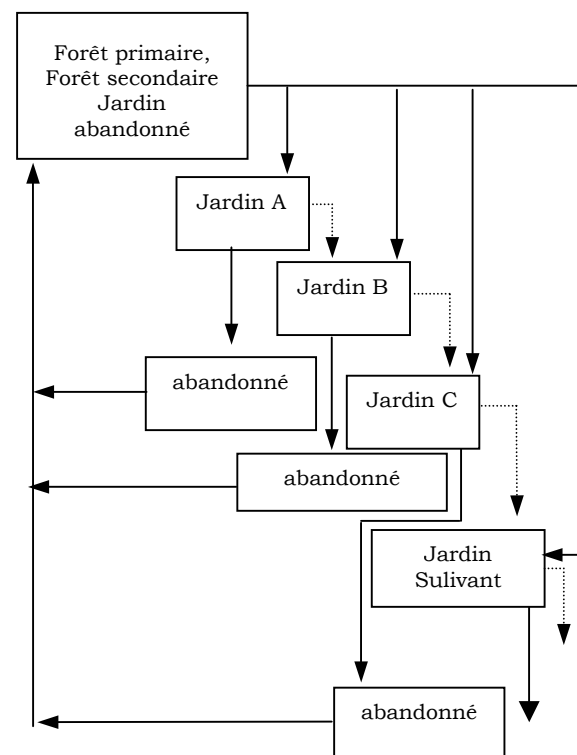 Forêt primaire,
Forêt secondaire
Jardin
abandonné
Jardin A
Jardin B
abandonné
Jardin C
abandonné
Jardin
Sulivant
abandonné